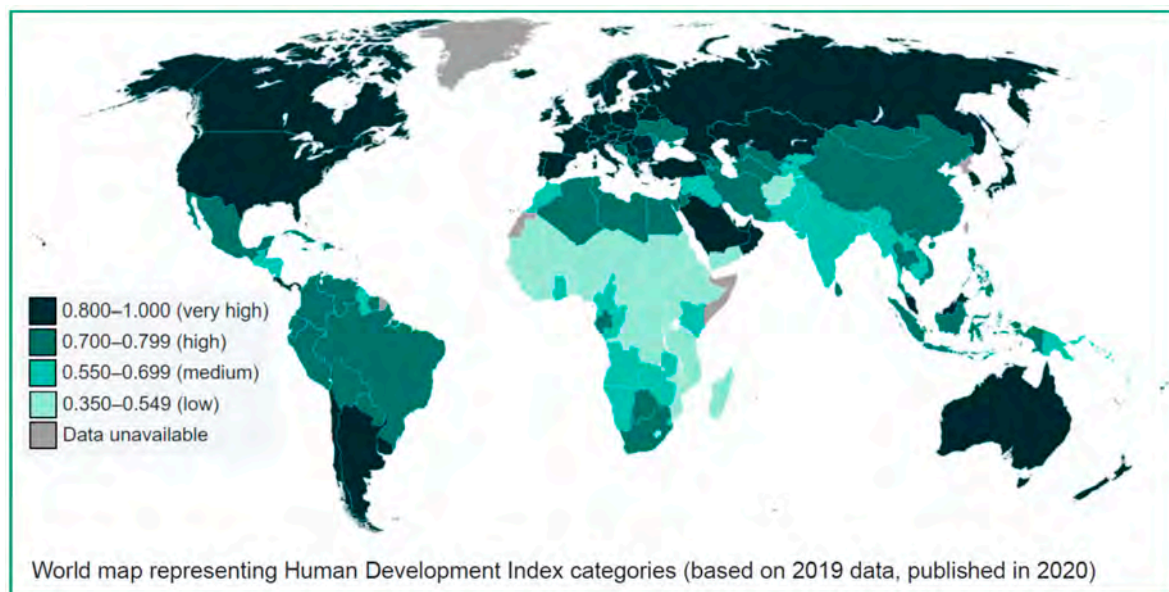 0.800–1.000 (very high)
0.700–0.799 (high)
0.550–0.699 (medium)
0.350–0.549 (low)
Data unavailable
World map representing Human Development Index categories (based on 2019 data, published in 2020)